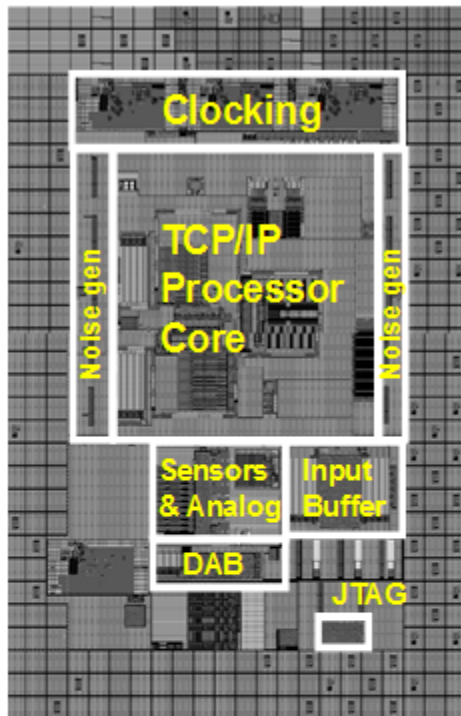 Clocking
Noise gen
TCP/IP
Processor
Core
Noise gen
Sensors
& Analog
Input
Buffer
DAB
JTAG